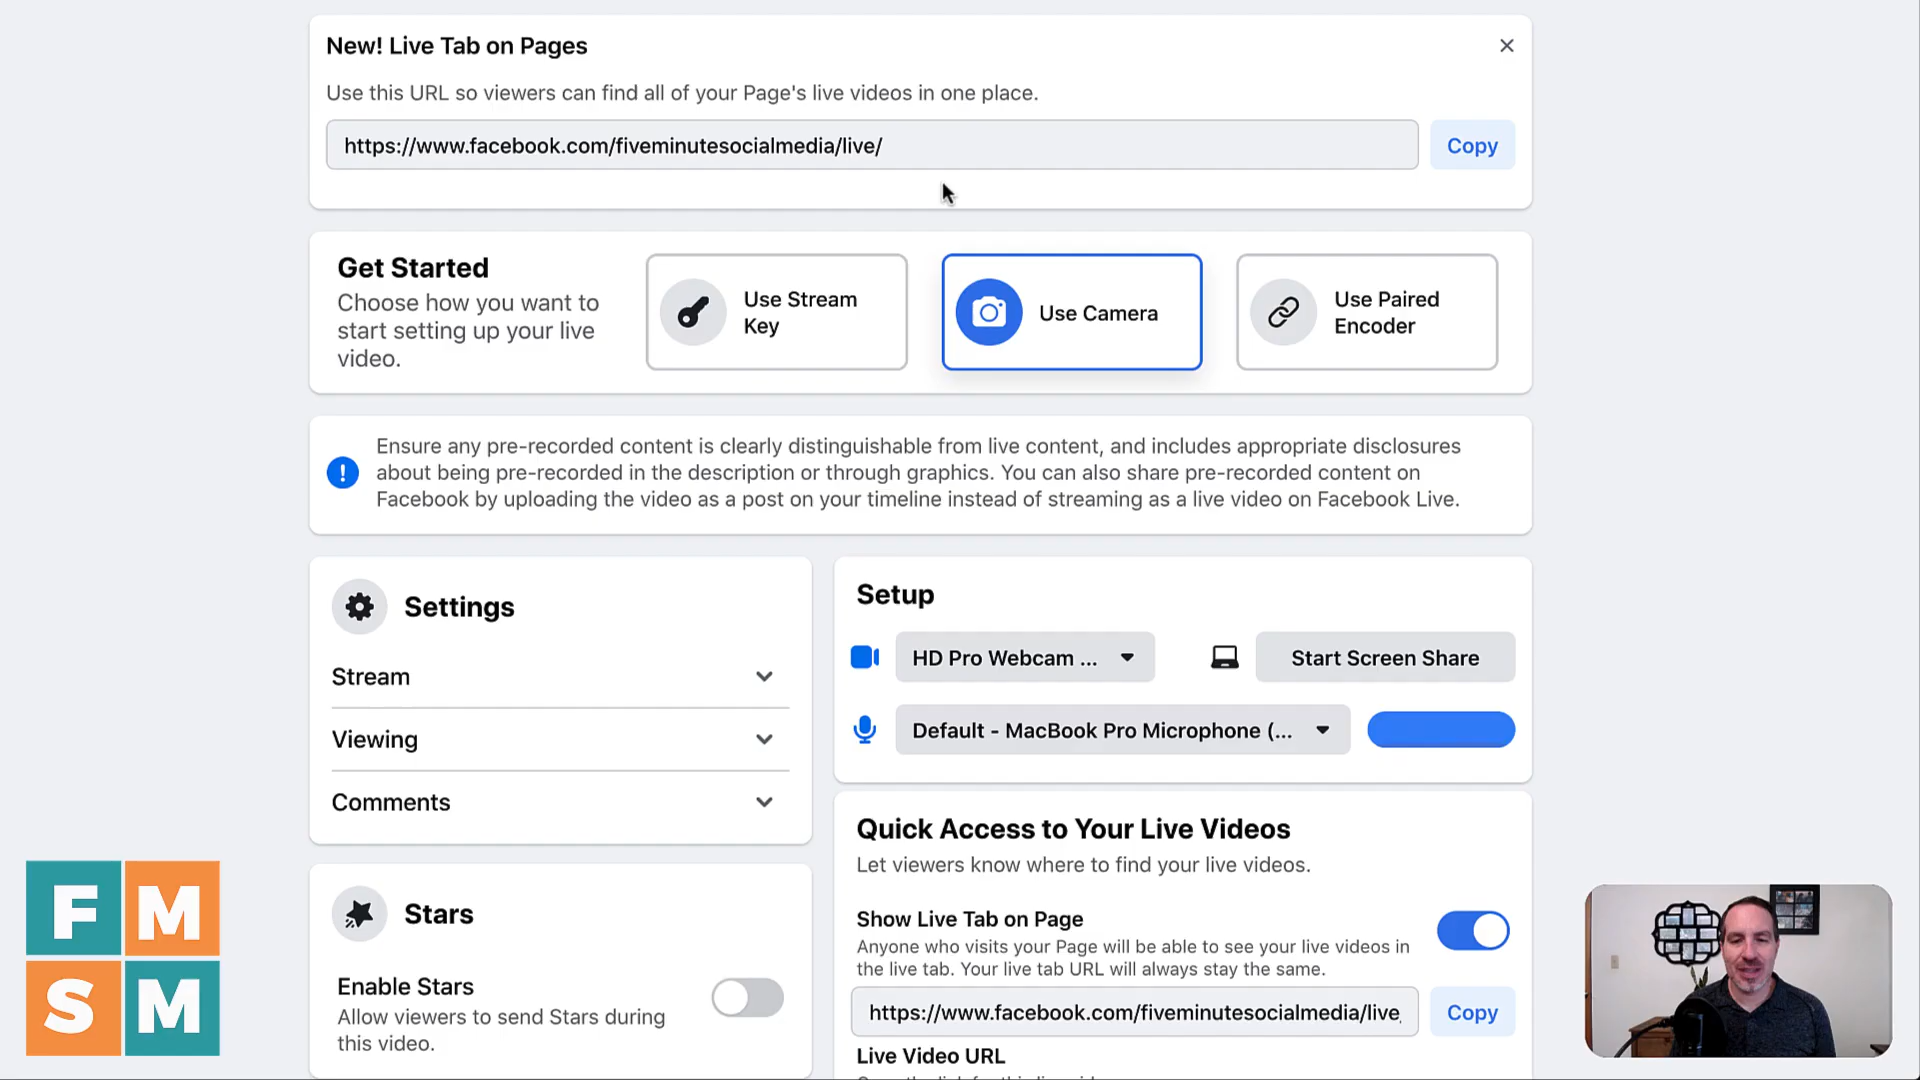 New! Live Tab on Pages
Use this URL so viewers can find all of your Page's live videos in one place.
https://www.facebook.com/fiveminutesocialmedia/live/
Copy
Get Started
Choose how you want to
start setting up your live
video.
Use Stream
Key
Use Camera
Use Paired
Encoder
Ensure any pre-recorded content is clearly distinguishable from live content, and includes appropriate disclosures
about being pre-recorded in the description or through graphics. You can also share pre-recorded content on
Facebook by uploading the video as a post on your timeline instead of streaming as a live video on Facebook Live.
Settings
Stream
Viewing
Comments
Stars
Enable Stars
Allow viewers to send Stars during
this video.
Setup
HD Pro Webcam ...
Start Screen Share
Default - MacBook Pro Microphone (...
Quick Access to Your Live Videos
Let viewers know where to find your live videos.
Show Live Tab on Page
Anyone who visits your Page will be able to see your live videos in
the live tab. Your live tab URL will always stay the same.
https://www.facebook.com/fiveminutesocialmedia/live
Copy
Live Video URL
F M
S M